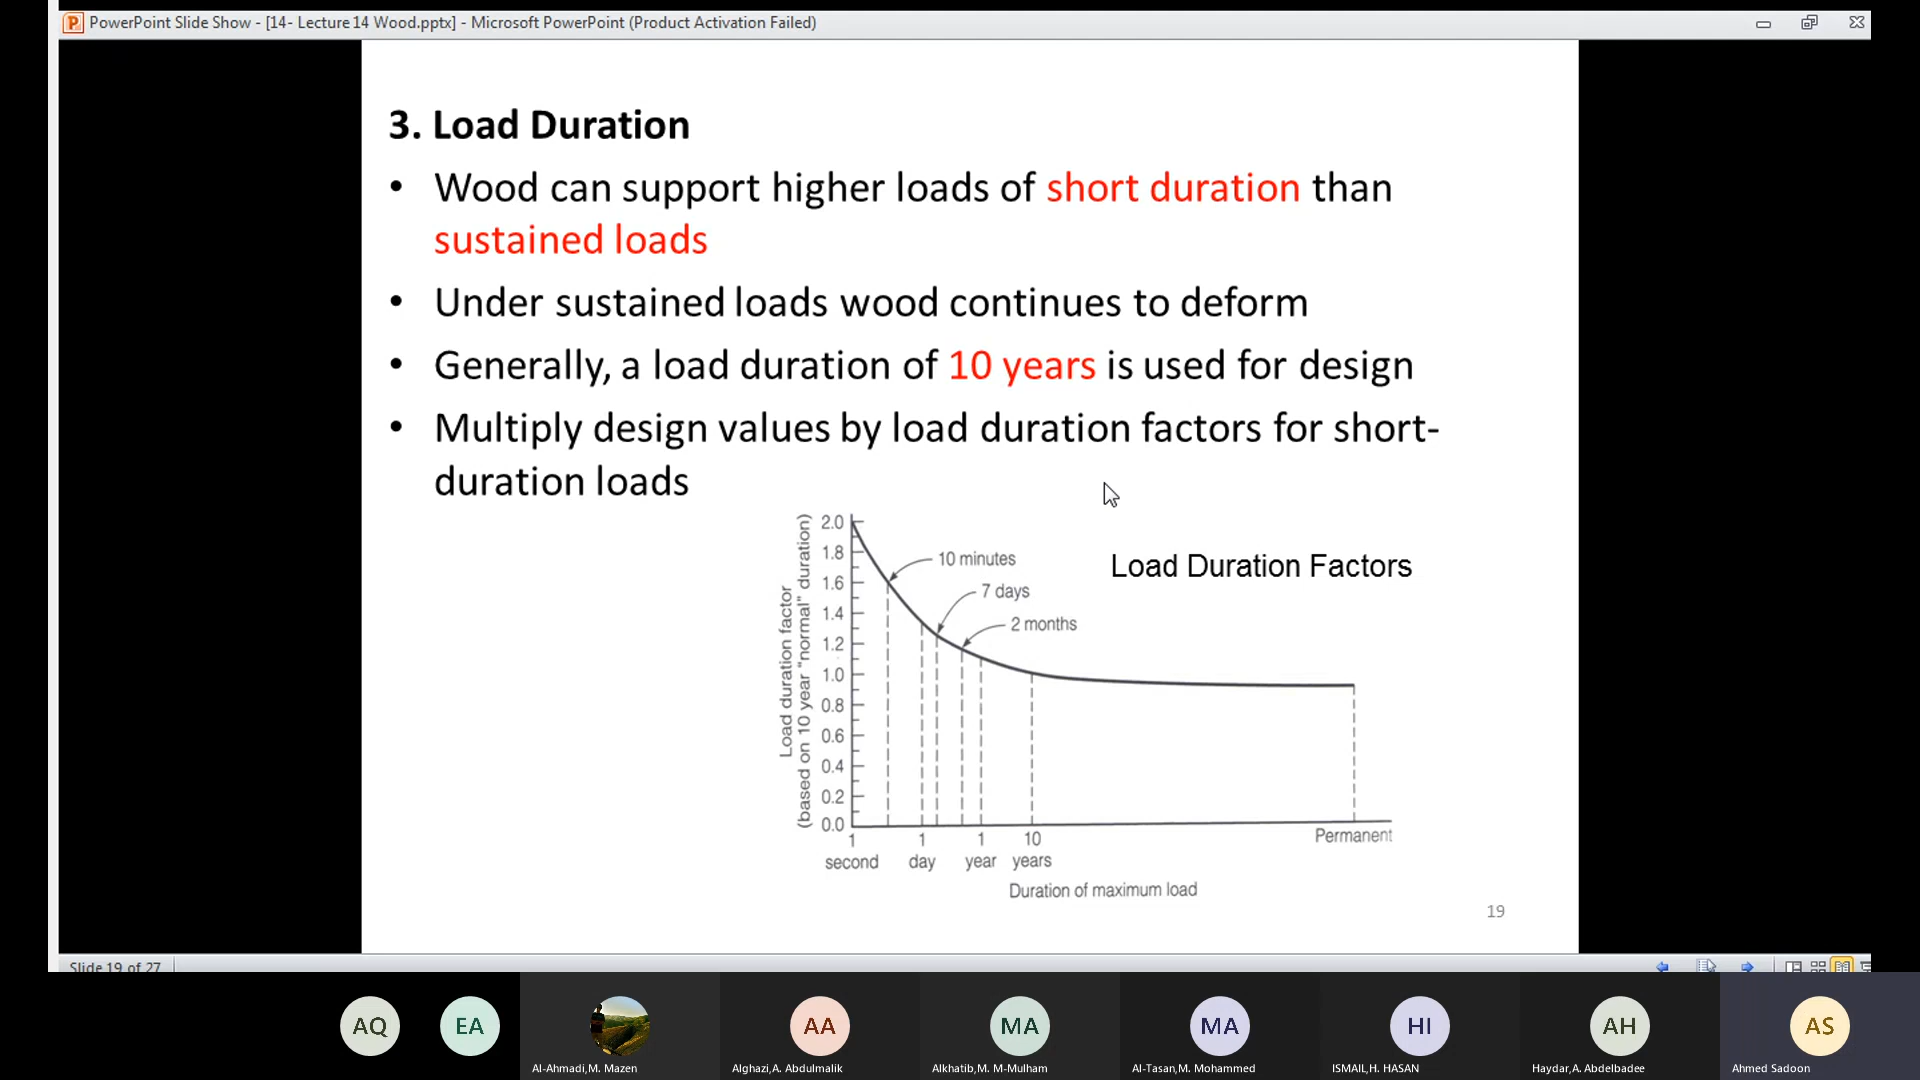 PowerPoint Slide Show - [14- Lecture 14 Wood.pptx] - Microsoft PowerPoint (Product Activation Failed)
3. Load Duration
• Wood can support higher loads of short duration than
sustained loads
• Under sustained loads wood continues to deform
• Generally, a load duration of 10 years is used for design
• Multiply design values by load duration factors for short-
duration loads
Load Duration Factors
Load duration factor
(based on 10 year "normal" duration)
2.0
1.8
1.6
1.4
1.2
1.0
0.8
0.6
0.4
0.2
0.0
10 minutes
7 days
2 months
1 second
1 day
1 year
10 years
Permanent
Duration of maximum load
19
Slide 19 of 27
AQ
EA
AA
MA
MA
HI
AH
AS
Al-Ahmadi,M. Mazen
Alghazi,A. Abdulmalik
Alkhatib,M. M-Mulham
Al-Tasan,M. Mohammed
ISMAIL,H. HASAN
Haydar,A. Abdelbadee
Ahmed Sadoon